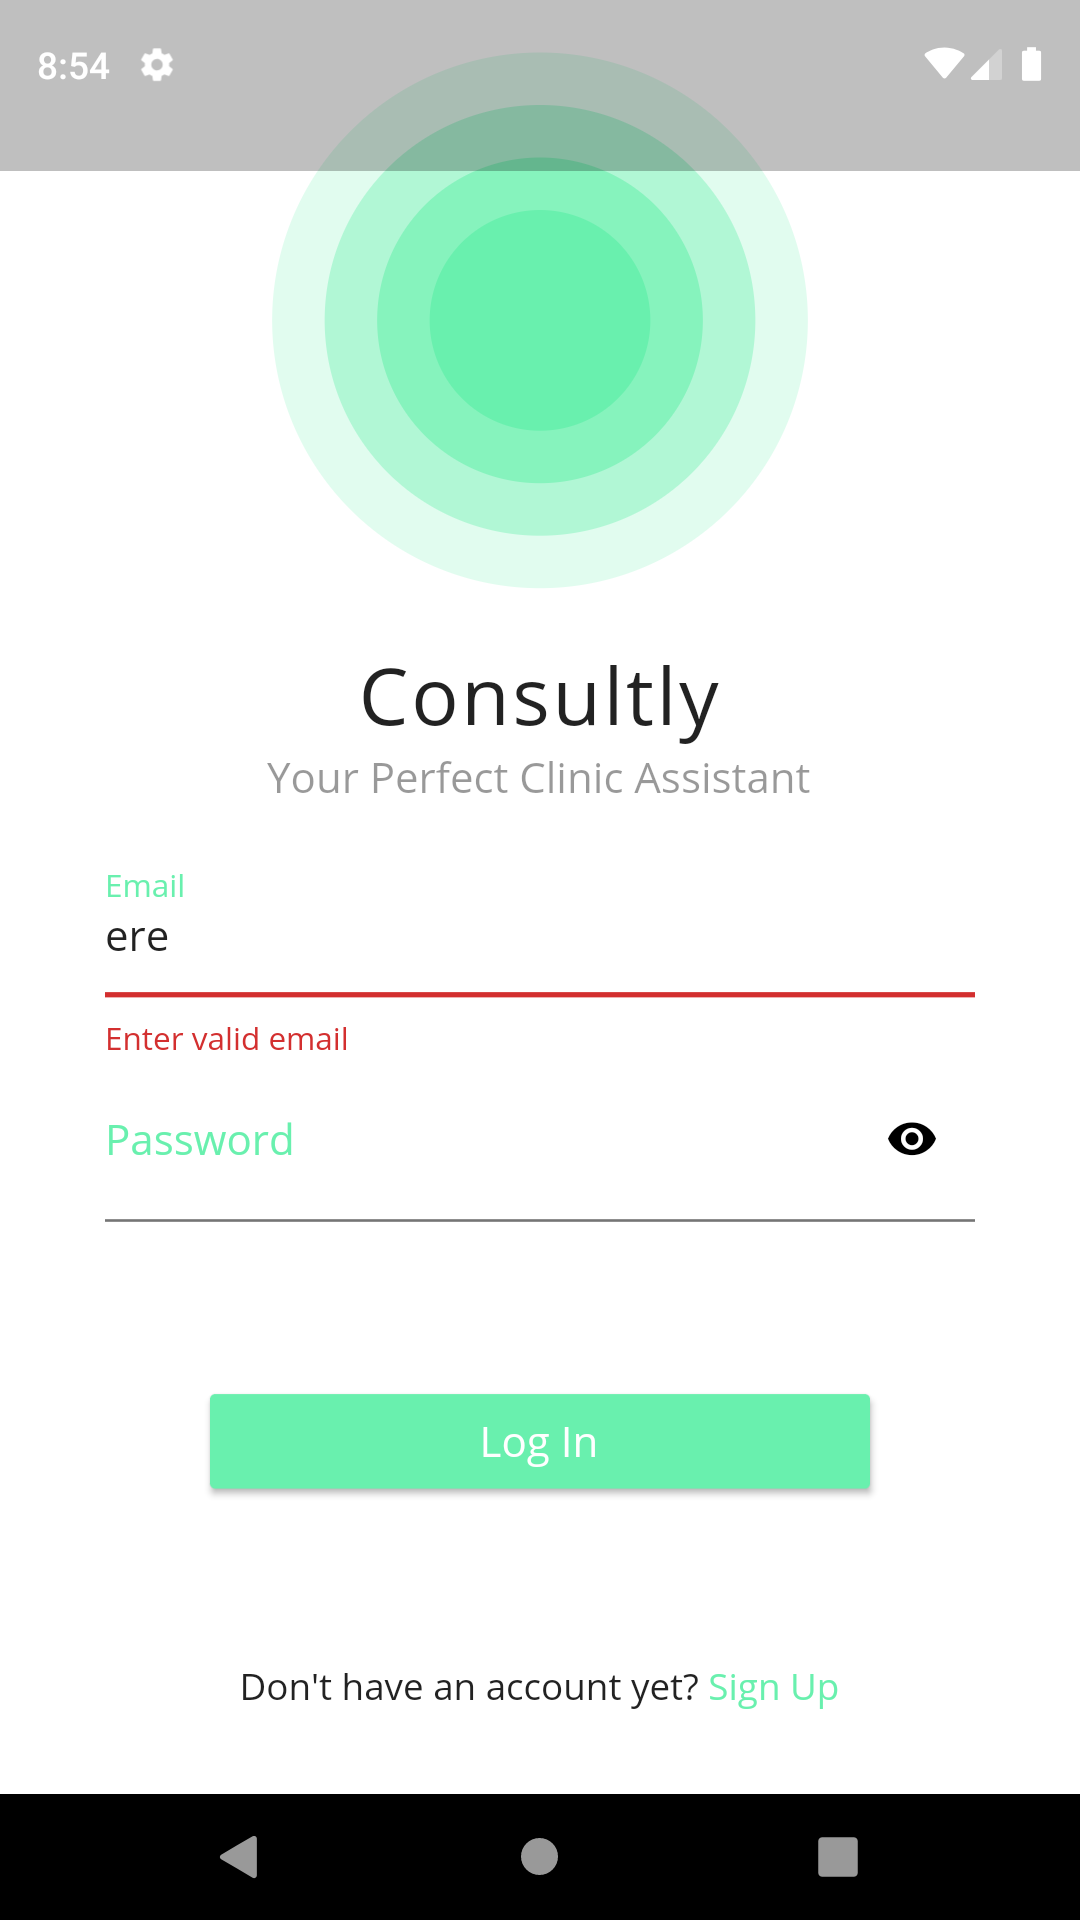 8:54
Consultly
Your Perfect Clinic Assistant
Email
ere
Enter valid email
Password
Log In
Don't have an account yet? Sign Up